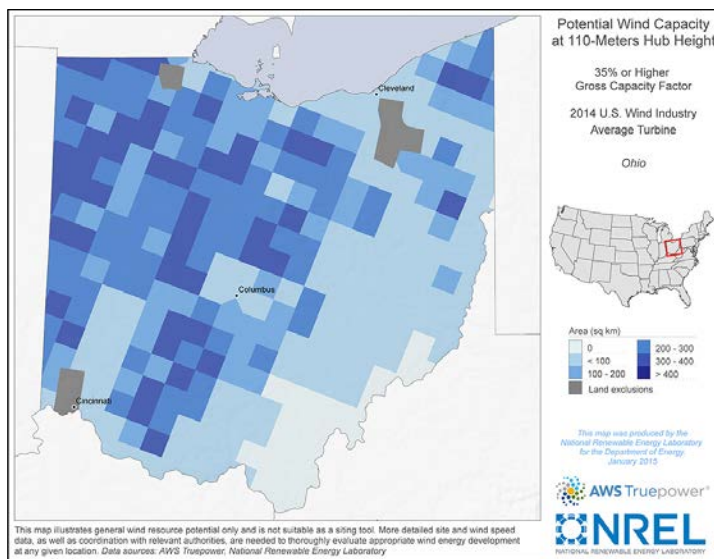 Potential Wind Capacity
at 110-Meters Hub Height
35% or Higher
Gross Capacity Factor
2014 U.S. Wind Industry
Average Turbine
Ohio
Cleveland
Columbus
Cincinnati
Area (sq km)
0
< 100
100 - 200
200 - 300
300 - 400
> 400
Land exclusions
This map was produced by the
National Renewable Energy Laboratory
for the Department of Energy.
January 2015
AWS Truepower
NREL
NATIONAL RENEWABLE ENERGY LABORATORY
This map illustrates general wind resource potential only and is not suitable as a siting tool. More detailed site and wind speed
data, as well as coordination with relevant authorities, are needed to thoroughly evaluate appropriate wind energy development
at any given location. Data sources: AWS Truepower, National Renewable Energy Laboratory